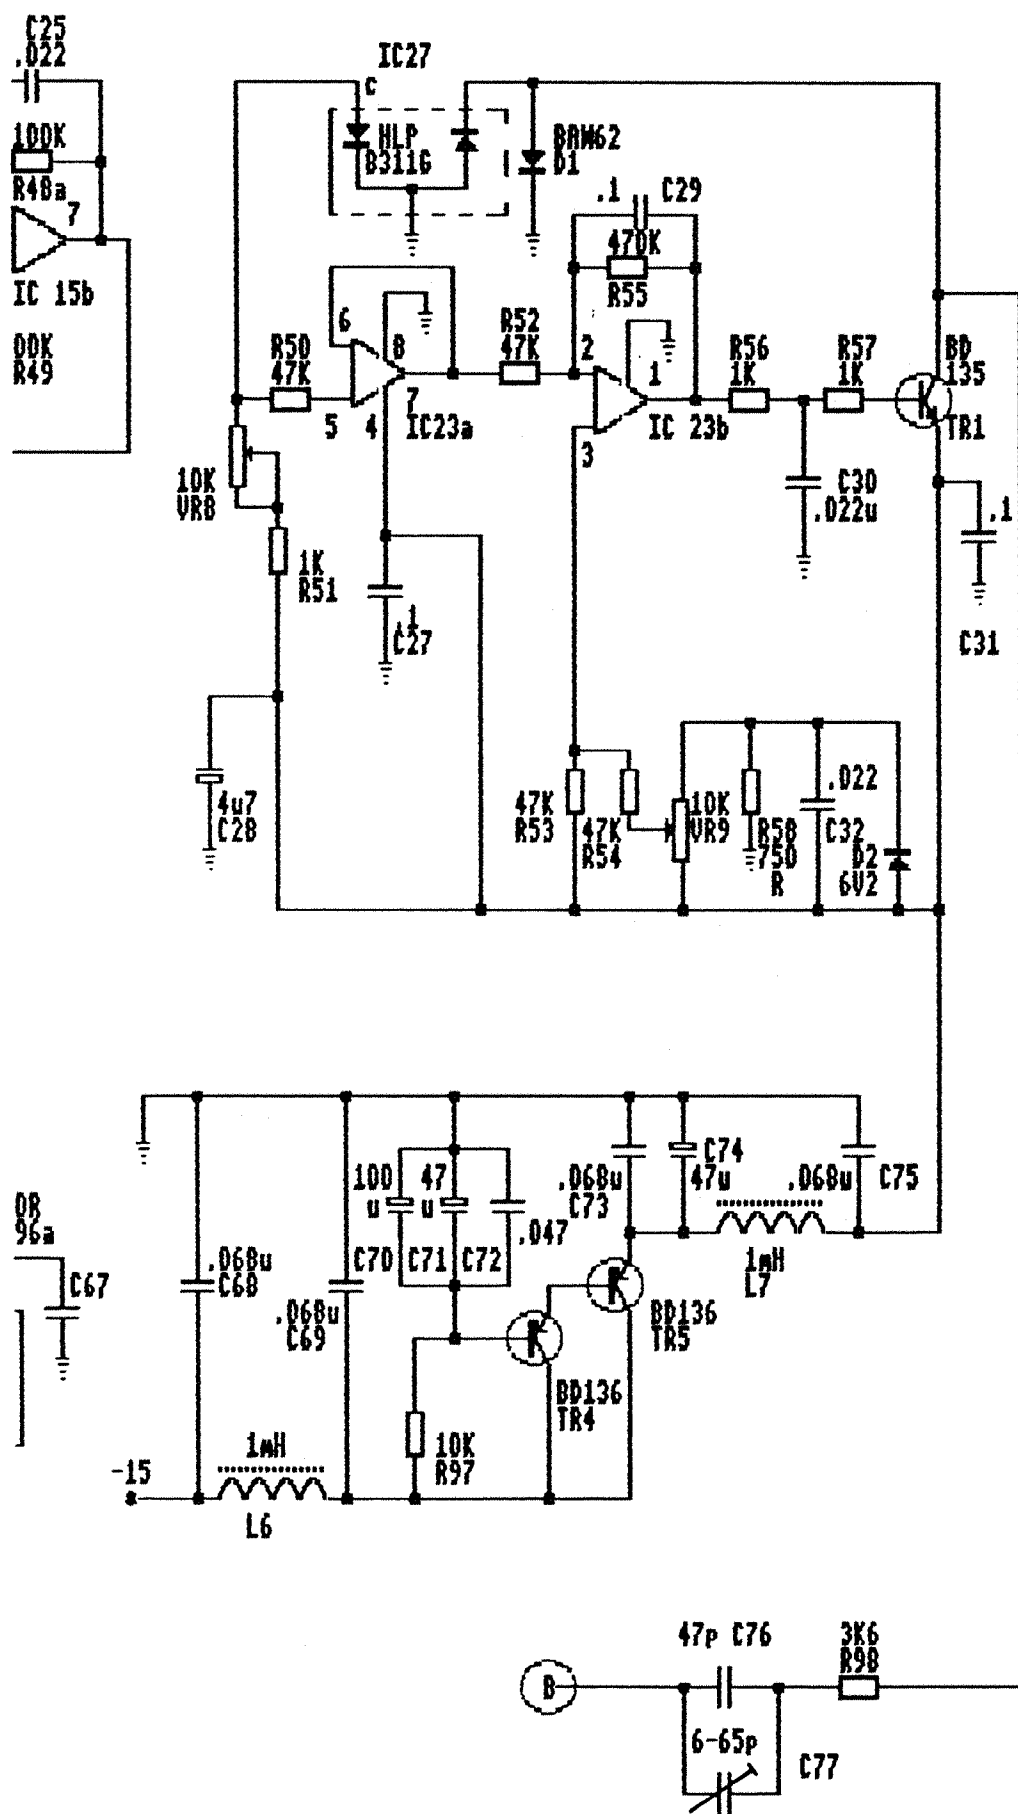 C25
.022
IC27
C
100K
HLP
B311G
BAW62
D1
R48a
7
.1 C29
470K
R55
IC 15b
00K
R49
6
8
R50
47K
5 4
7
IC23a
R52
47K
2
3
1
IC 23b
R56
1K
R57
1K
BD
135
TR1
10K
VR8
C30
.022u
.1
C31
1K
R51
.1
C27
4u7
C28
47K
R53
47K
R54
10K
VR9
R58
750
R
.022
C32
D2
6V2
0R
96a
C67
.068u
C68
.068u
C69
100
u
C70
47
u
C71
C72
.047
.068u
C73
C74
47u
.068u
C75
1mH
L7
BD136
TR5
BD136
TR4
10K
R97
-15
1mH
L6
47p C76
3K6
R98
B
6-65p
C77